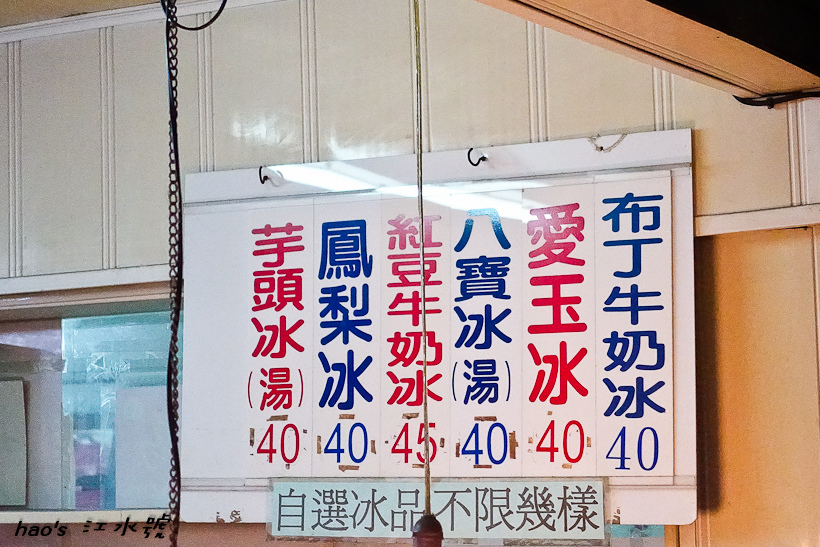 布丁牛奶冰 40
愛玉冰 40
八寶冰(湯) 40
紅豆牛奶冰 45
鳳梨冰 40
芋頭冰(湯) 40
自選冰品不限幾樣
hao's 江水號